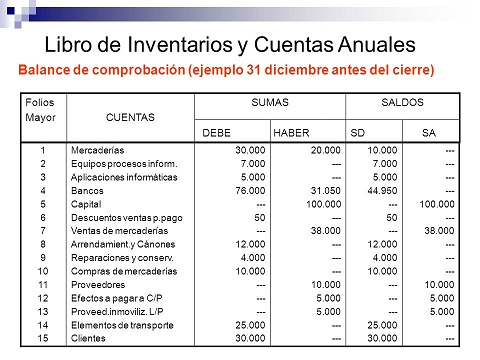 Libro de Inventarios y Cuentas Anuales
Balance de comprobación (ejemplo 31 diciembre antes del cierre)
Folios Mayor CUENTAS SUMAS SALDOS
DEBE HABER SD SA
1 Mercaderías 30.000 20.000 10.000 ---
2 Equipos procesos inform. 7.000 --- 7.000 ---
3 Aplicaciones informáticas 5.000 --- 5.000 ---
4 Bancos 76.000 31.050 44.950 ---
5 Capital --- 100.000 --- 100.000
6 Descuentos ventas p.pago 50 --- 50 ---
7 Ventas de mercaderías --- 38.000 --- 38.000
8 Arrendamient.y Cánones 12.000 --- 12.000 ---
9 Reparaciones y conserv. 4.000 --- 4.000 ---
10 Compras de mercaderías 10.000 --- 10.000 ---
11 Proveedores --- 10.000 --- 10.000
12 Efectos a pagar a C/P --- 5.000 --- 5.000
13 Proveed.inmoviliz. L/P --- 5.000 --- 5.000
14 Elementos de transporte 25.000 --- 25.000 ---
15 Clientes 30.000 --- 30.000 ---